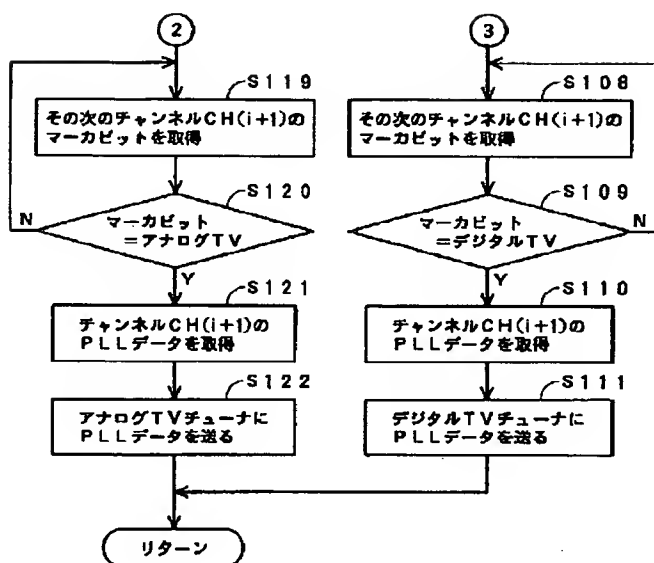 2
S119
その次のチャンネルCH(i+1)の
マーカビットを取得
S120
N
マーカビット
=アナログTV
Y
S121
チャンネルCH(i+1)の
PLLデータを取得
S122
アナログTVチューナに
PLLデータを送る
3
S108
その次のチャンネルCH(i+1)の
マーカビットを取得
S109
マーカビット
=デジタルTV
N
Y
S110
チャンネルCH(i+1)の
PLLデータを取得
S111
デジタルTVチューナに
PLLデータを送る
リターン